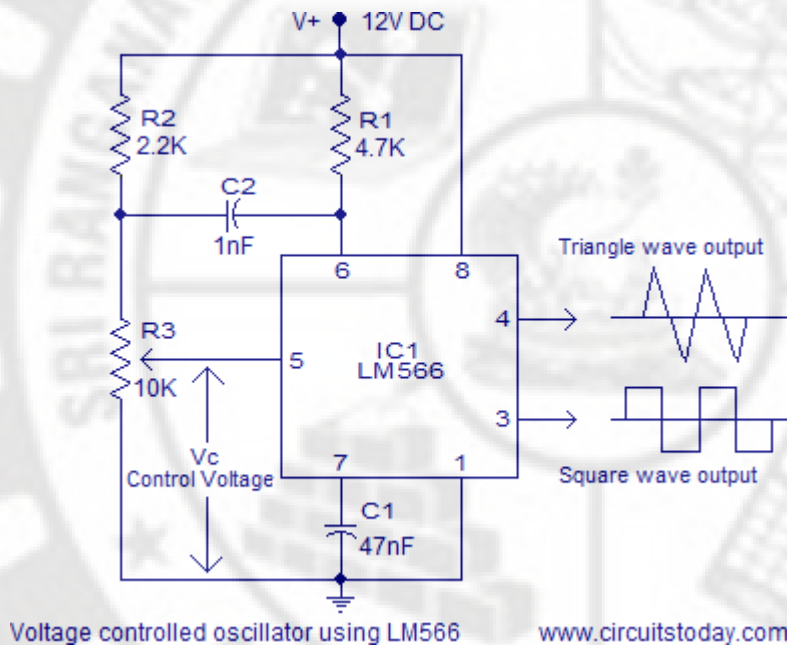 V+ 12V DC
R2
2.2K
R1
4.7K
C2
1nF
6 8
Triangle wave output
4
R3
10K
5
IC1
LM566
3
Vc
Control Voltage
7 1
Square wave output
C1
47nF
Voltage controlled oscillator using LM566 www.circuitstoday.com
SRI RANGANA